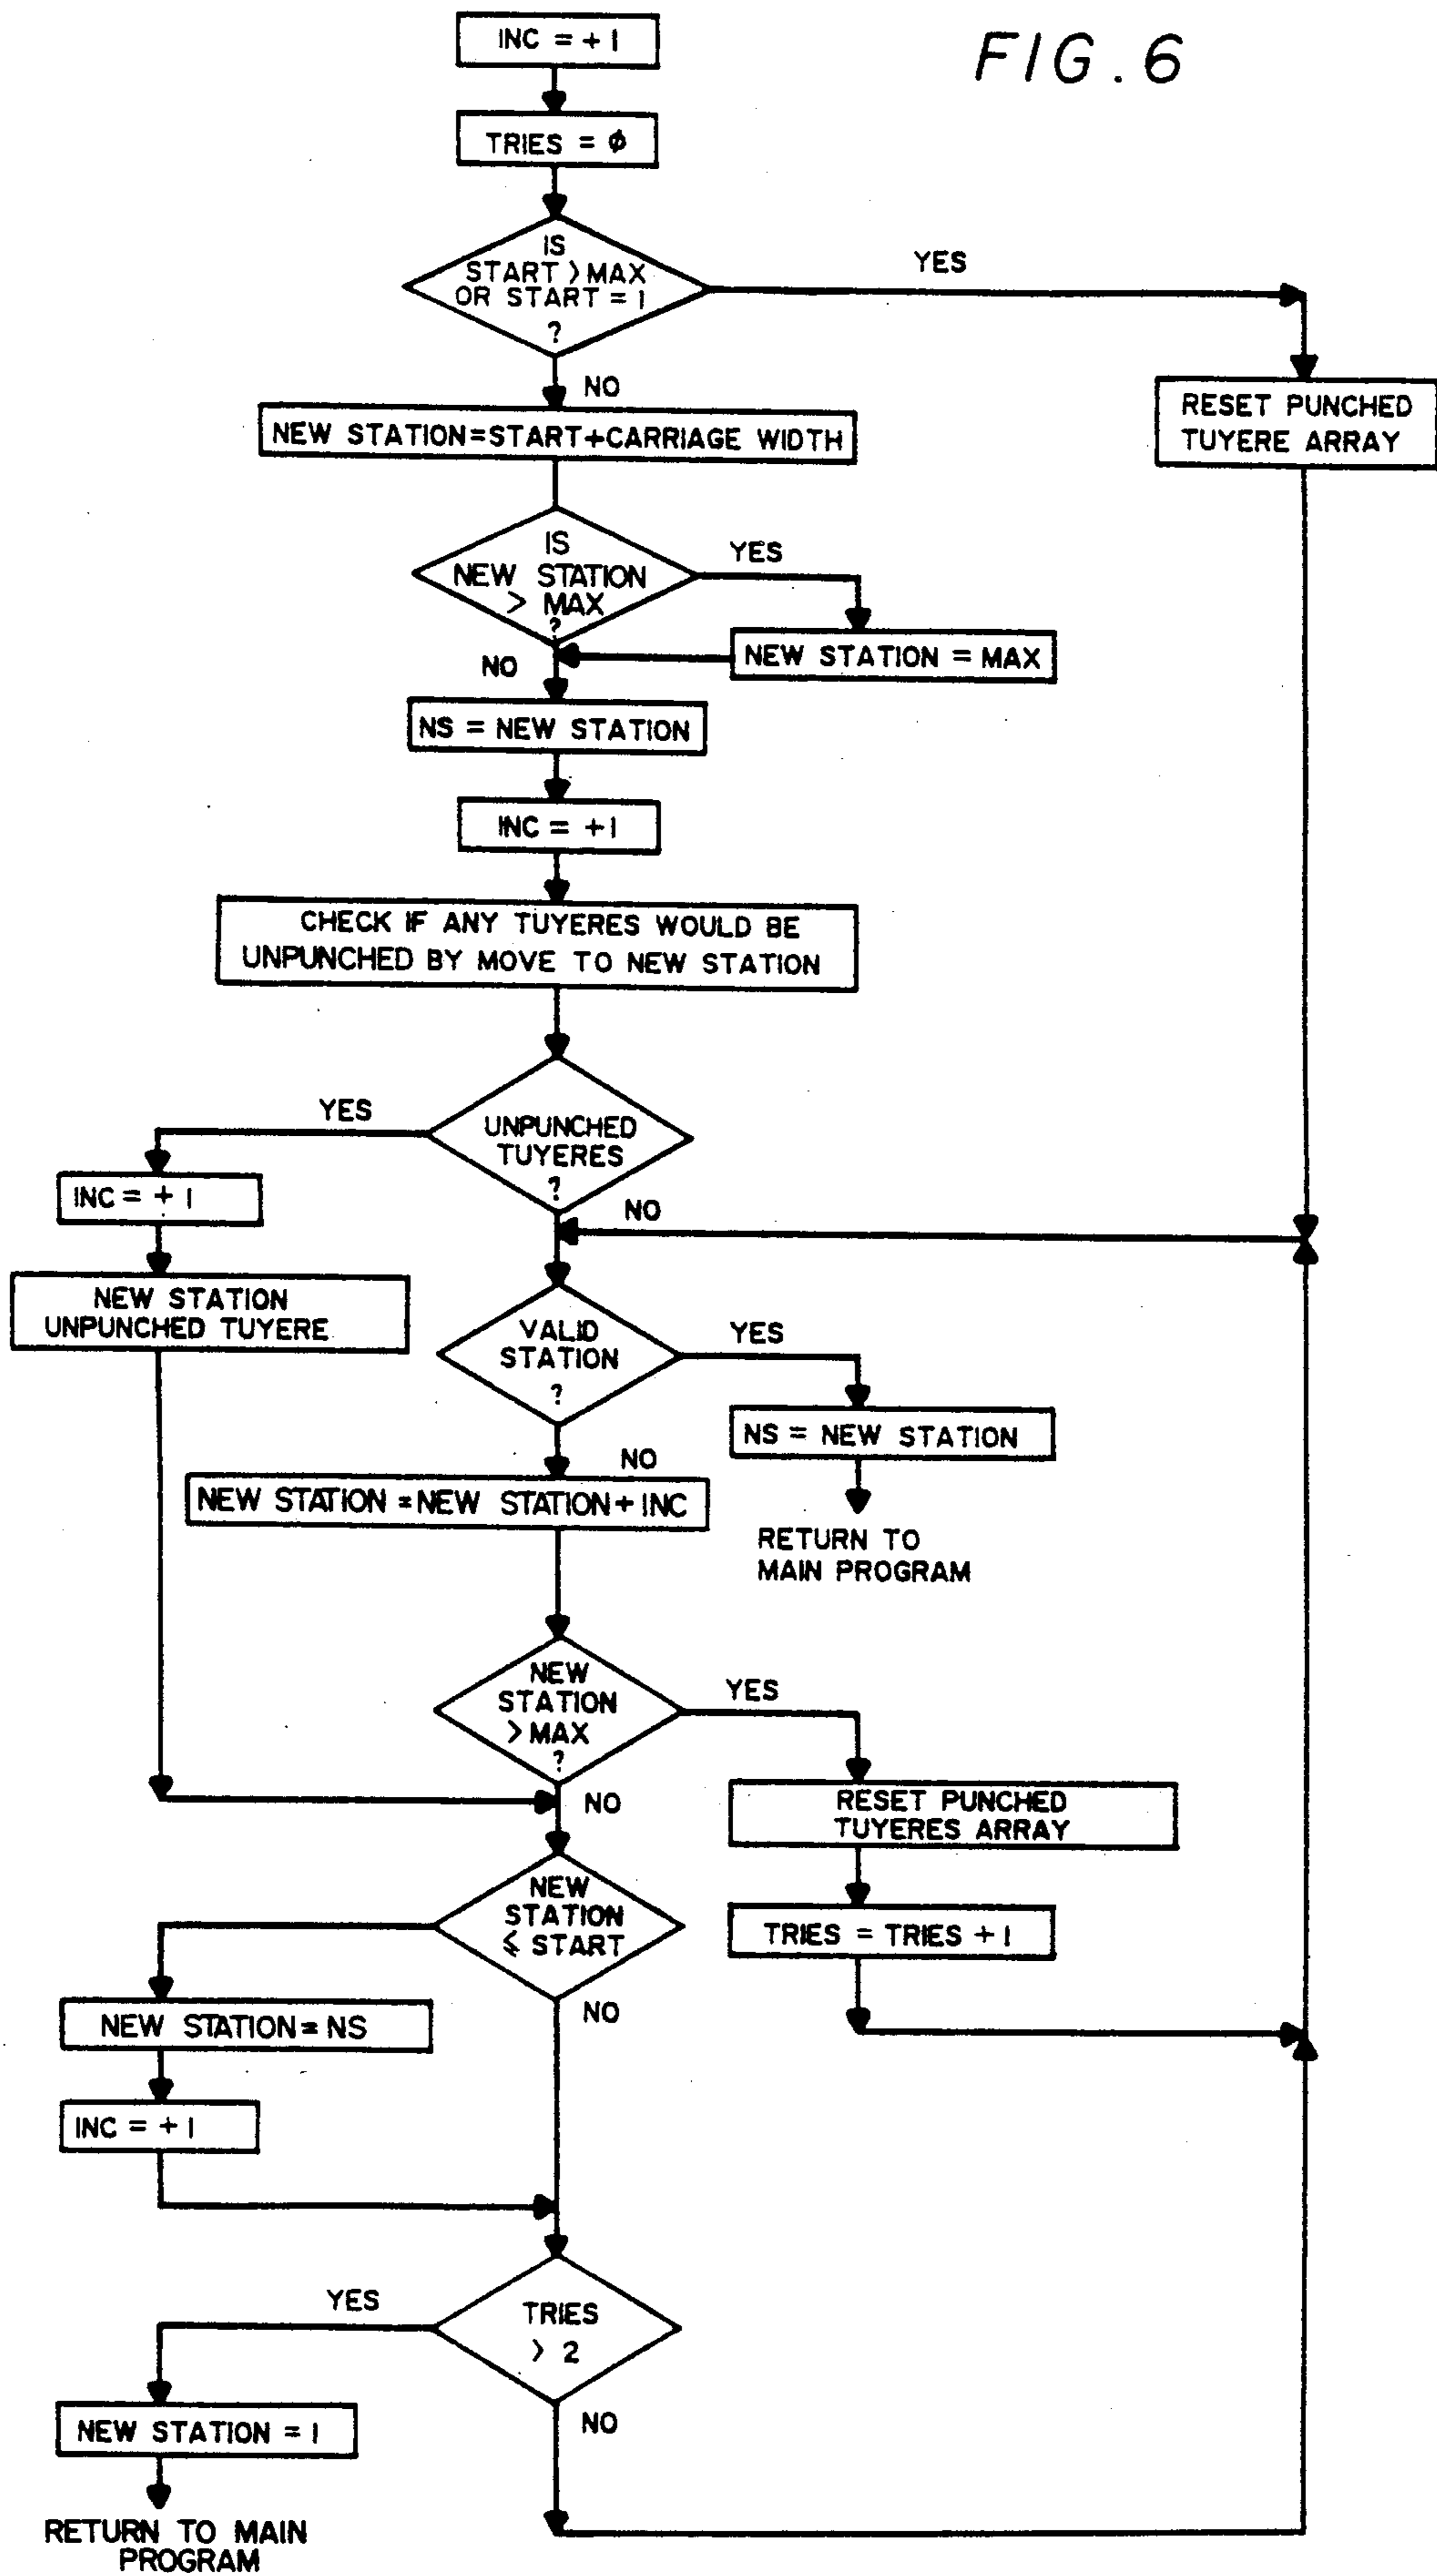 FIG. 6
INC = +1
TRIES = φ
IS
START > MAX
OR START = 1
?
YES
NO
RESET PUNCHED
TUYERE ARRAY
NEW STATION=START+CARRIAGE WIDTH
IS
NEW STATION
> MAX
?
YES
NO
NEW STATION = MAX
NS = NEW STATION
INC = +1
CHECK IF ANY TUYERES WOULD BE
UNPUNCHED BY MOVE TO NEW STATION
YES
UNPUNCHED
TUYERES
?
NO
INC = +1
NEW STATION
UNPUNCHED TUYERE
VALID
STATION
?
YES
NS = NEW STATION
RETURN TO
MAIN PROGRAM
NO
NEW STATION = NEW STATION + INC
NEW
STATION
> MAX
?
YES
NO
RESET PUNCHED
TUYERES ARRAY
TRIES = TRIES + 1
NEW
STATION
≤ START
NO
NEW STATION = NS
INC = +1
YES
TRIES
> 2
NO
NEW STATION = 1
RETURN TO MAIN
PROGRAM